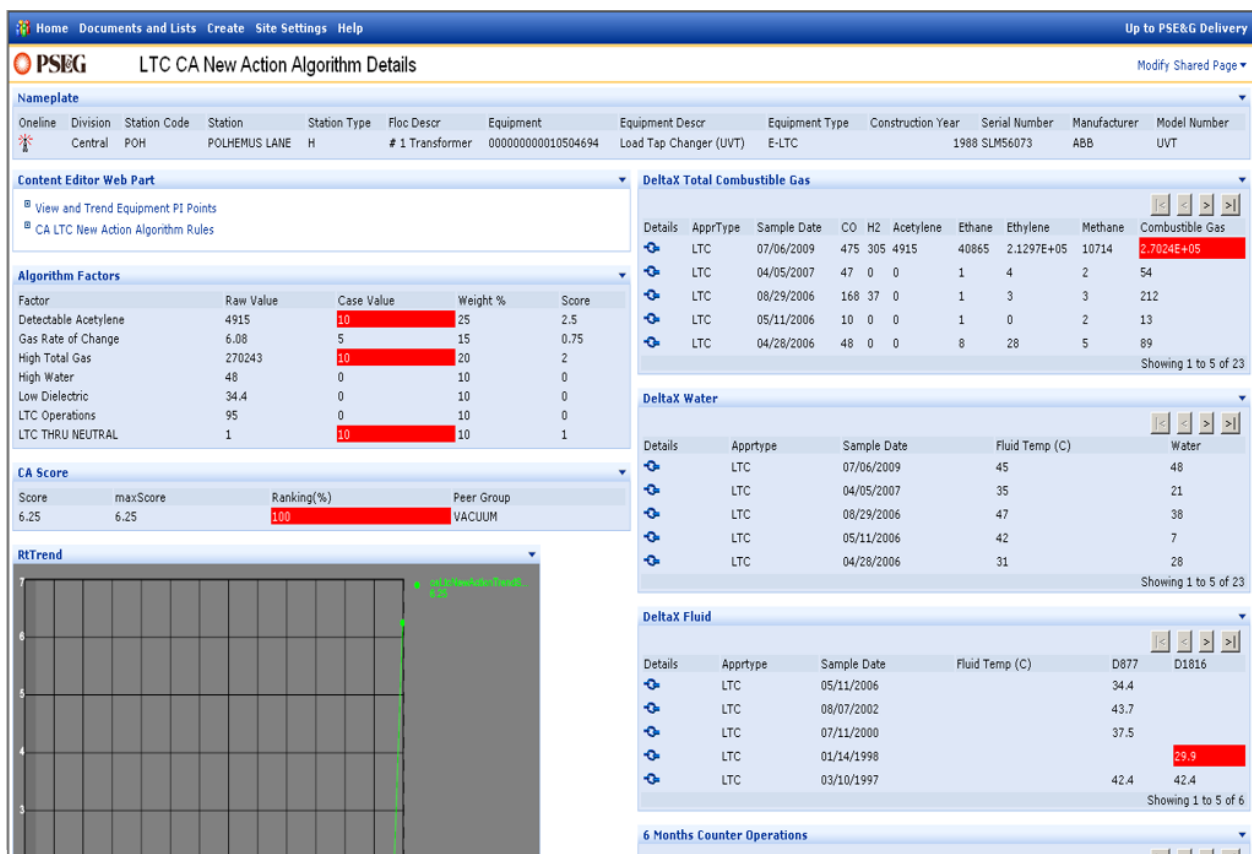 Home Documents and Lists Create Site Settings Help Up to PSE&G Delivery
PSEG LTC CA New Action Algorithm Details Modify Shared Page
Nameplate
Oneline Division Station Code Station Station Type Floc Descr Equipment Equipment Descr Equipment Type Construction Year Serial Number Manufacturer Model Number
Central POH POLHEMUS LANE H # 1 Transformer 000000000010504694 Load Tap Changer (UVT) E-LTC 1988 SLM56073 ABB UVT
Content Editor Web Part
View and Trend Equipment PI Points
CA LTC New Action Algorithm Rules
Algorithm Factors
Factor Raw Value Case Value Weight % Score
Detectable Acetylene 4915 10 25 2.5
Gas Rate of Change 6.08 5 15 0.75
High Total Gas 270243 10 20 2
High Water 48 0 10 0
Low Dielectric 34.4 0 10 0
LTC Operations 95 0 10 0
LTC THRU NEUTRAL 1 10 10 1
CA Score
Score maxScore Ranking(%) Peer Group
6.25 6.25 100 VACUUM
RtTrend
caLtcNewActionTrendS...
6.25
7
6
5
4
3
DeltaX Total Combustible Gas
|< < > >|
Details ApprType Sample Date CO H2 Acetylene Ethane Ethylene Methane Combustible Gas
LTC 07/06/2009 475 305 4915 40865 2.1297E+05 10714 2.7024E+05
LTC 04/05/2007 47 0 0 1 4 2 54
LTC 08/29/2006 168 37 0 1 3 3 212
LTC 05/11/2006 10 0 0 1 0 2 13
LTC 04/28/2006 48 0 0 8 28 5 89
Showing 1 to 5 of 23
DeltaX Water
|< < > >|
Details Apprtype Sample Date Fluid Temp (C) Water
LTC 07/06/2009 45 48
LTC 04/05/2007 35 21
LTC 08/29/2006 47 38
LTC 05/11/2006 42 7
LTC 04/28/2006 31 28
Showing 1 to 5 of 23
DeltaX Fluid
|< < > >|
Details Apprtype Sample Date Fluid Temp (C) D877 D1816
LTC 05/11/2006 34.4
LTC 08/07/2002 43.7
LTC 07/11/2000 37.5
LTC 01/14/1998 29.9
LTC 03/10/1997 42.4 42.4
Showing 1 to 5 of 6
6 Months Counter Operations